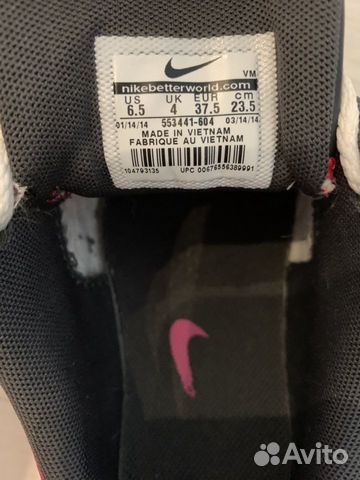 VM
nikebetterworld.com
US UK EUR cm
6.5 4 37.5 23.5
01/14/14 553441-604 03/14/14
MADE IN VIETNAM
FABRIQUE AU VIETNAM
104793135 UPC 00676556389991
Avito